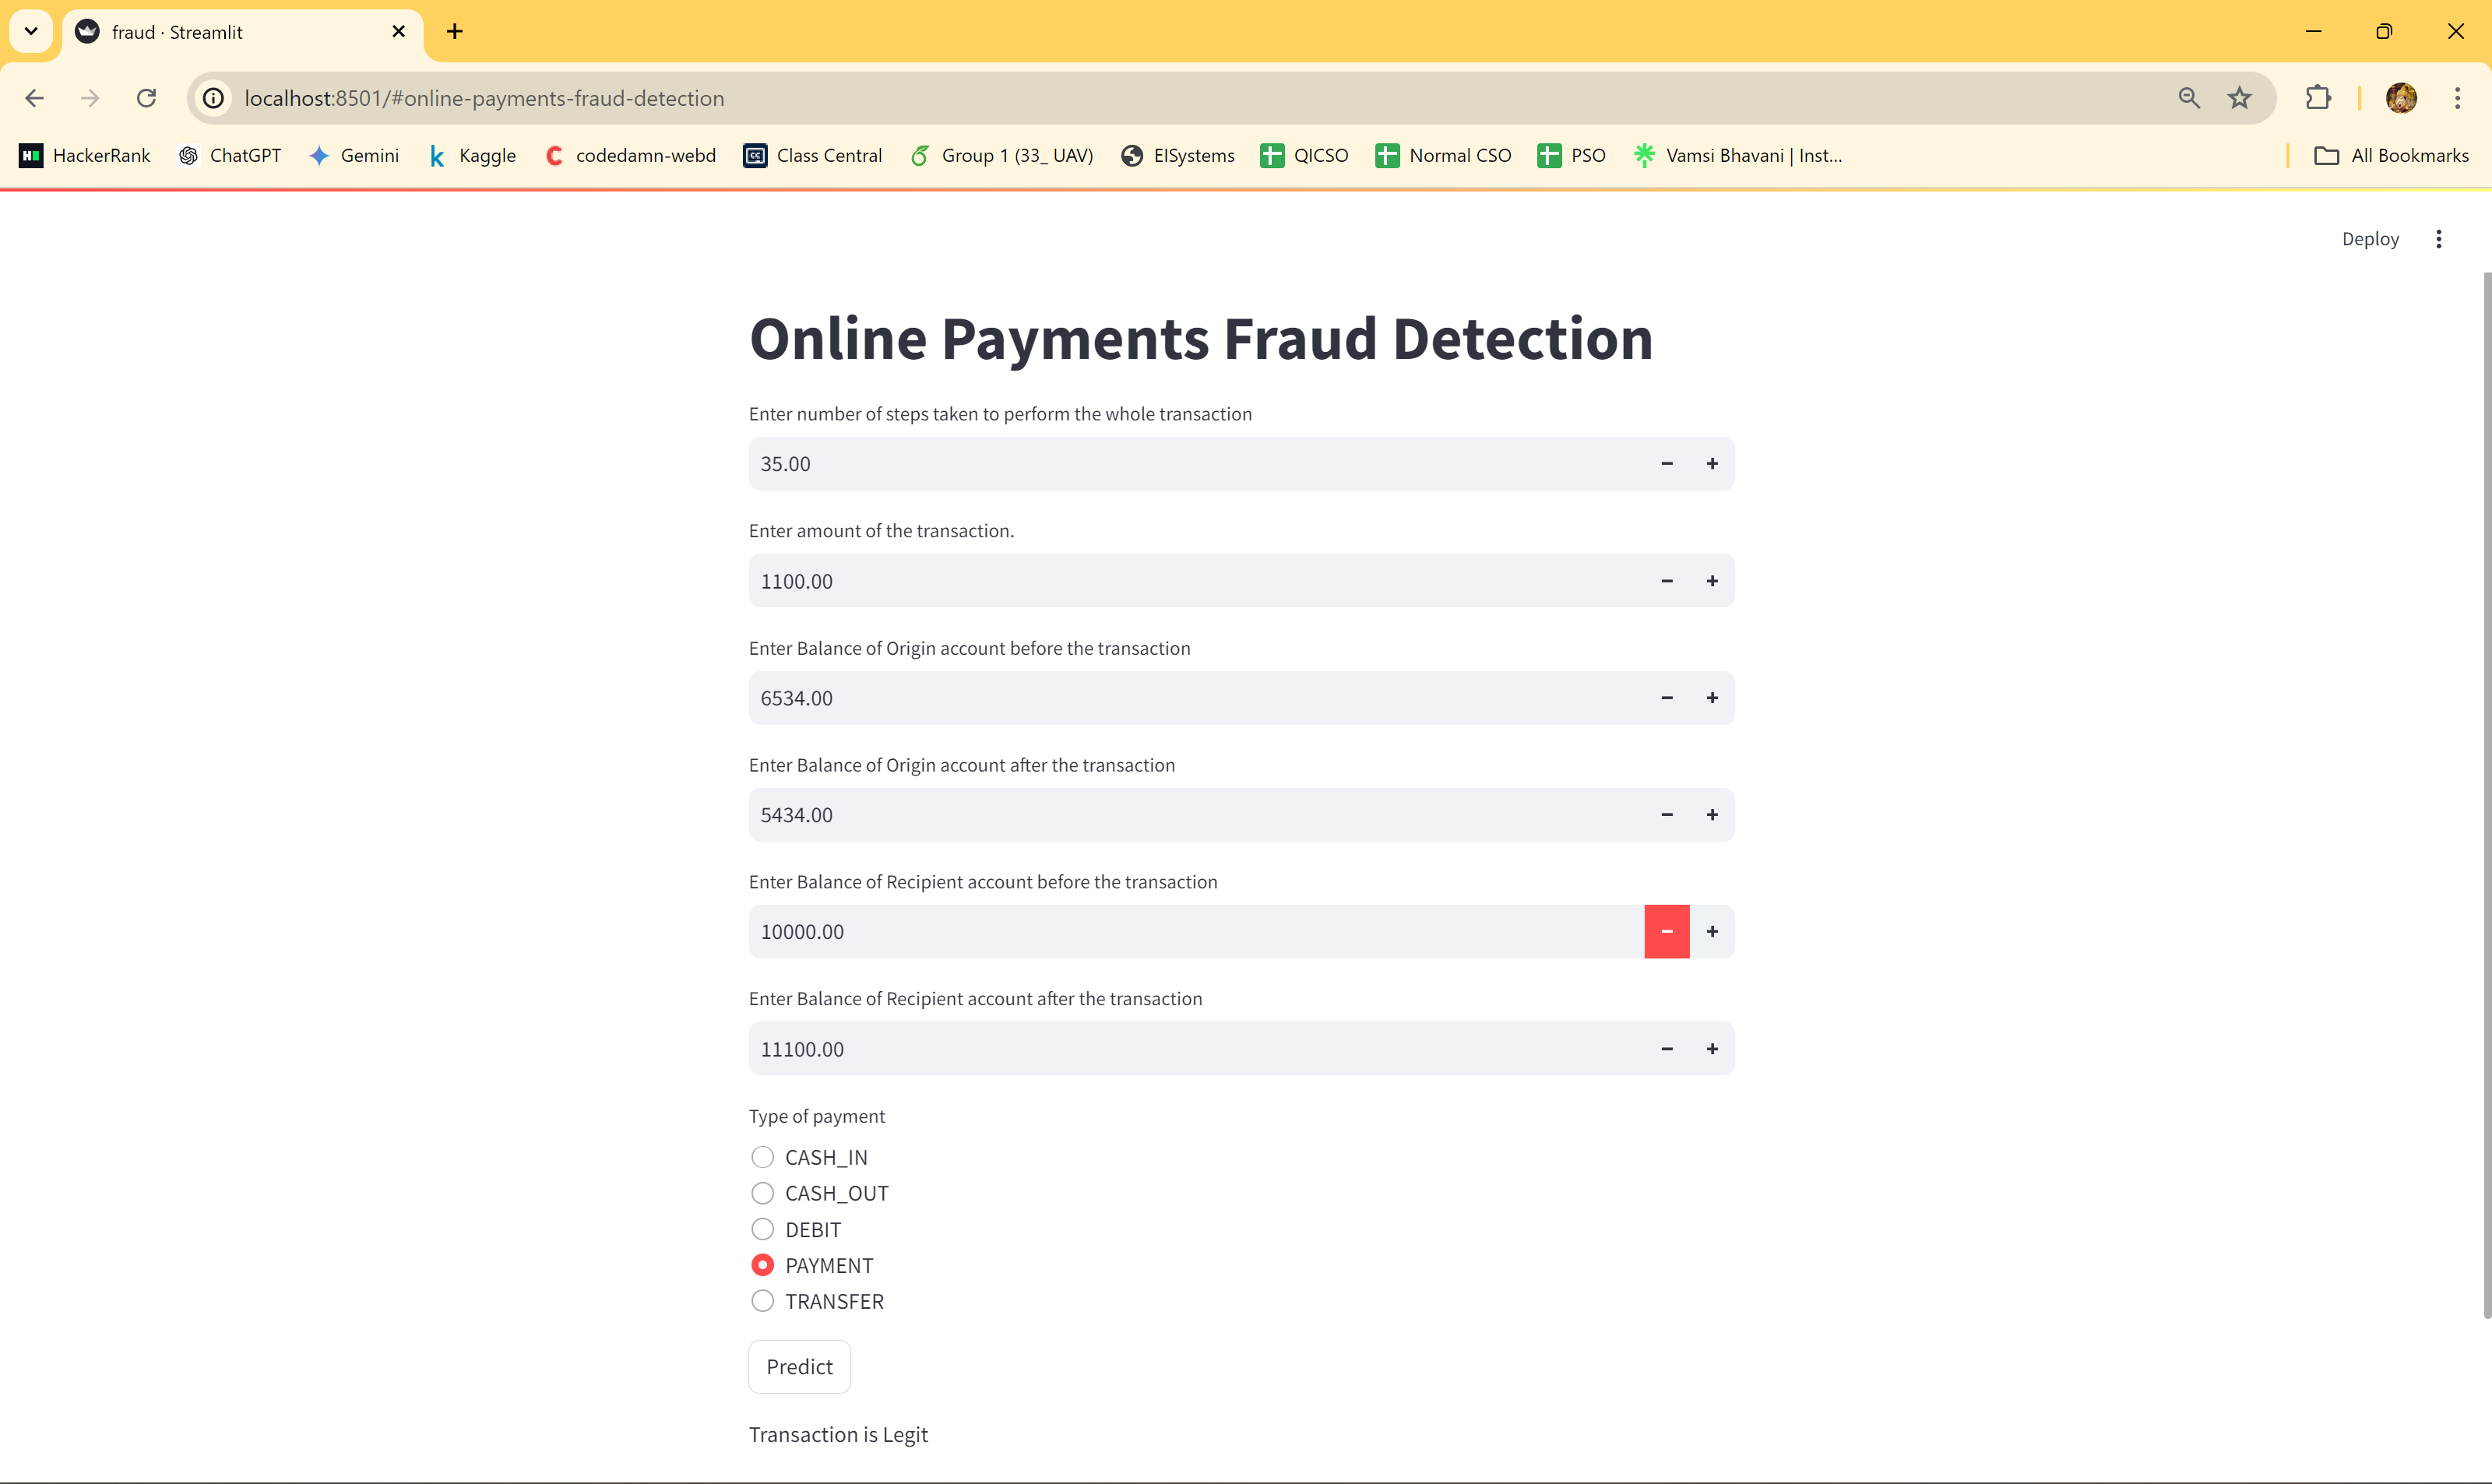 fraud · Streamlit
localhost:8501/#online-payments-fraud-detection
HackerRank ChatGPT Gemini Kaggle codedamn-webd Class Central Group 1 (33_ UAV) EISystems QICSO Normal CSO PSO Vamsi Bhavani | Inst... All Bookmarks
Deploy
Online Payments Fraud Detection
Enter number of steps taken to perform the whole transaction
35.00
Enter amount of the transaction.
1100.00
Enter Balance of Origin account before the transaction
6534.00
Enter Balance of Origin account after the transaction
5434.00
Enter Balance of Recipient account before the transaction
10000.00
Enter Balance of Recipient account after the transaction
11100.00
Type of payment
CASH_IN
CASH_OUT
DEBIT
PAYMENT
TRANSFER
Predict
Transaction is Legit